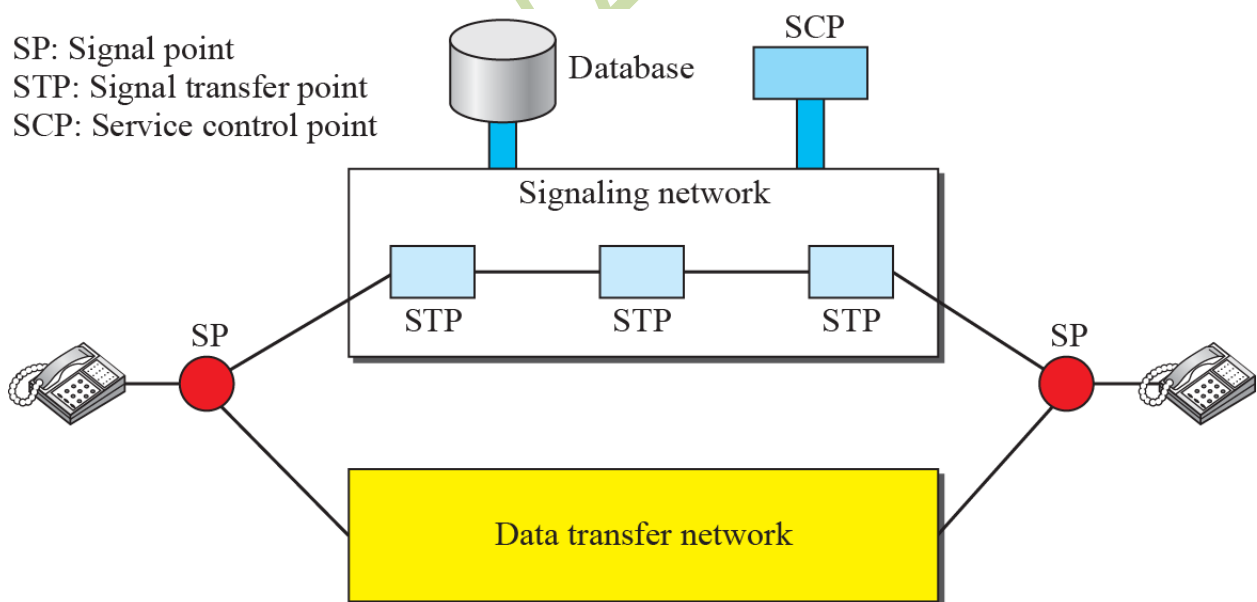 SP: Signal point
STP: Signal transfer point
SCP: Service control point
Database
SCP
Signaling network
STP
STP
STP
SP
SP
Data transfer network